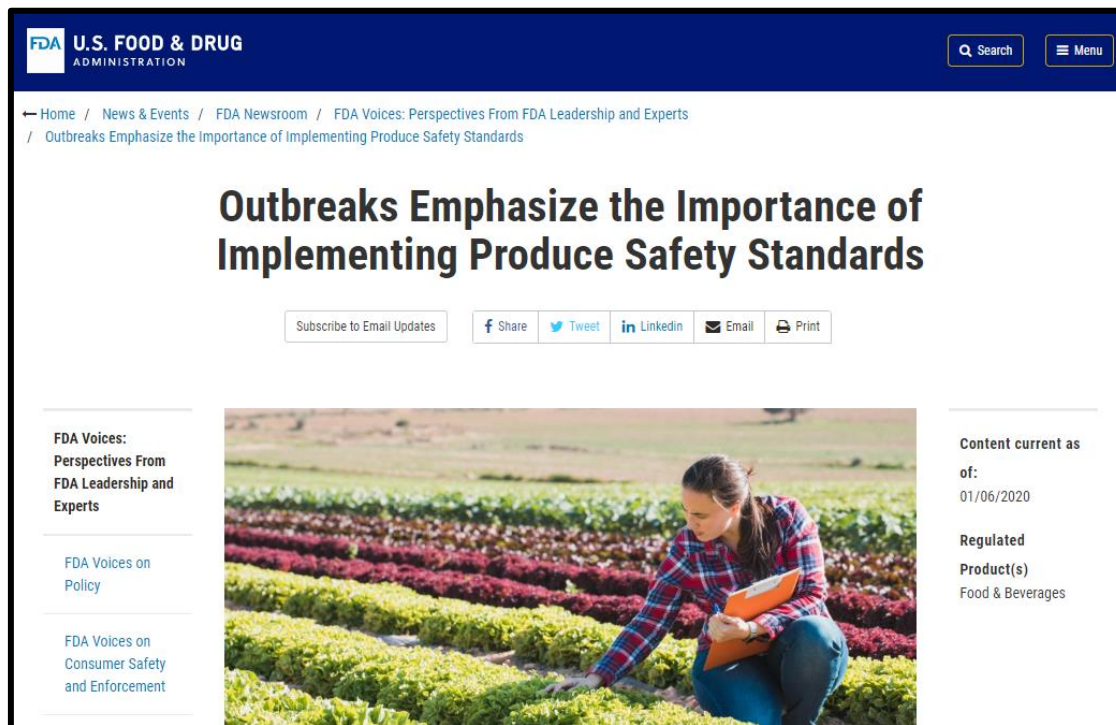 FDA U.S. FOOD & DRUG
ADMINISTRATION
Search
Menu
Home / News & Events / FDA Newsroom / FDA Voices: Perspectives From FDA Leadership and Experts
/ Outbreaks Emphasize the Importance of Implementing Produce Safety Standards
Outbreaks Emphasize the Importance of
Implementing Produce Safety Standards
Subscribe to Email Updates
Share
Tweet
Linkedin
Email
Print
FDA Voices:
Perspectives From
FDA Leadership and
Experts
FDA Voices on
Policy
FDA Voices on
Consumer Safety
and Enforcement
Content current as
of:
01/06/2020
Regulated
Product(s)
Food & Beverages